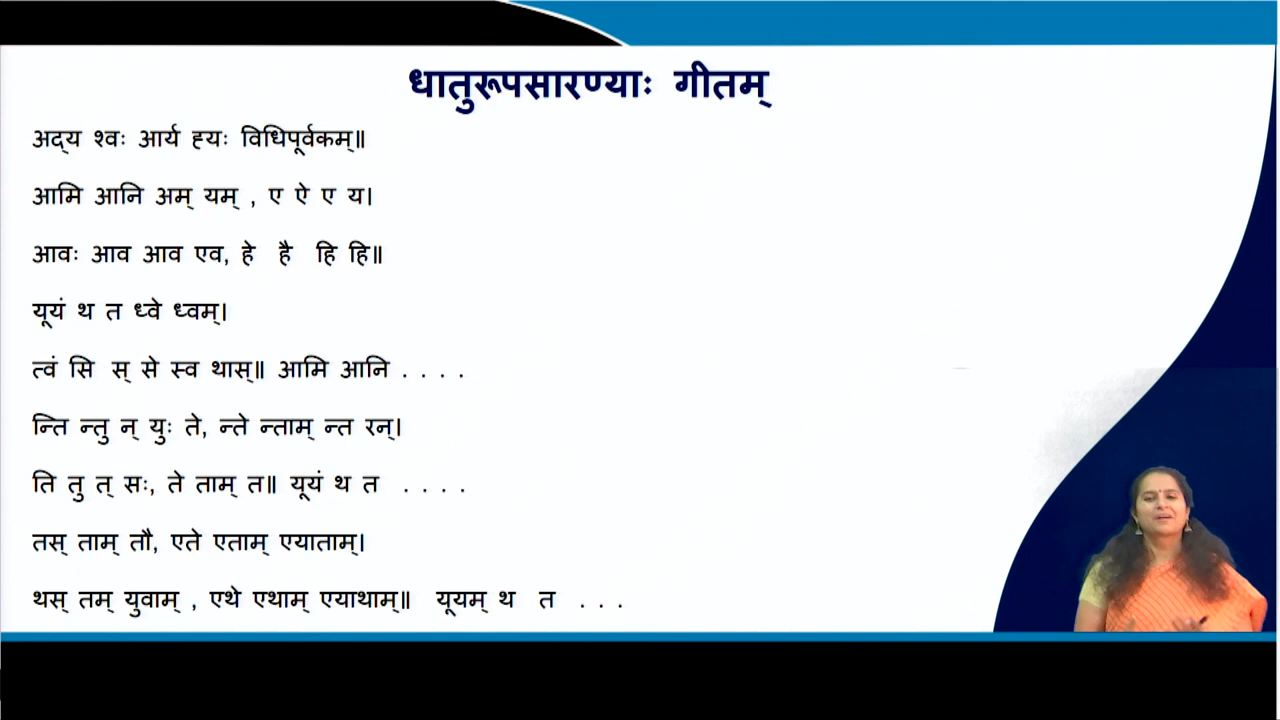 धातुरूपसारण्याः गीतम्
अद्‌य श्वः आर्य ह्यः विधिपूर्वकम्॥
आमि आनि अम् यम् , ए ऐ ए य।
आवः आव आव एव, हे है हि हि॥
यूयं थ त ध्वे ध्वम्।
त्वं सि स् से स्व थास्॥ आमि आनि . . . .
न्ति न्तु न् युः ते, न्ते न्ताम् न्त रन्।
ति तु त् सः, ते ताम् त॥ यूयं थ त . . . .
तस् ताम् तौ, एते एताम् एयाताम्।
थस् तम् युवाम् , एथे एथाम् एयाथाम्॥ यूयम् थ त . . .